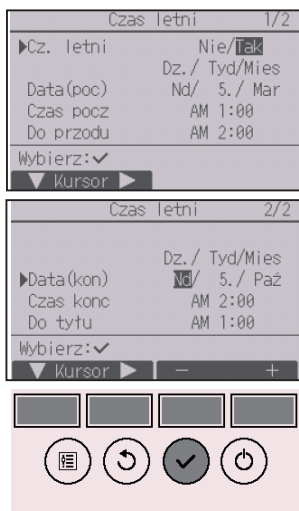 Czas letni 1/2
▶Cz. letni Nie/Tak
Dz./ Tyd/Mies
Data(poc) Nd/ 5./ Mar
Czas pocz AM 1:00
Do przodu AM 2:00
Wybierz:✓
▼ Kursor ▶
Czas letni 2/2
Dz./ Tyd/Mies
▶Data(kon) Nd/ 5./ Paź
Czas konc AM 2:00
Do tytu AM 1:00
Wybierz:✓
▼ Kursor ▶ − +